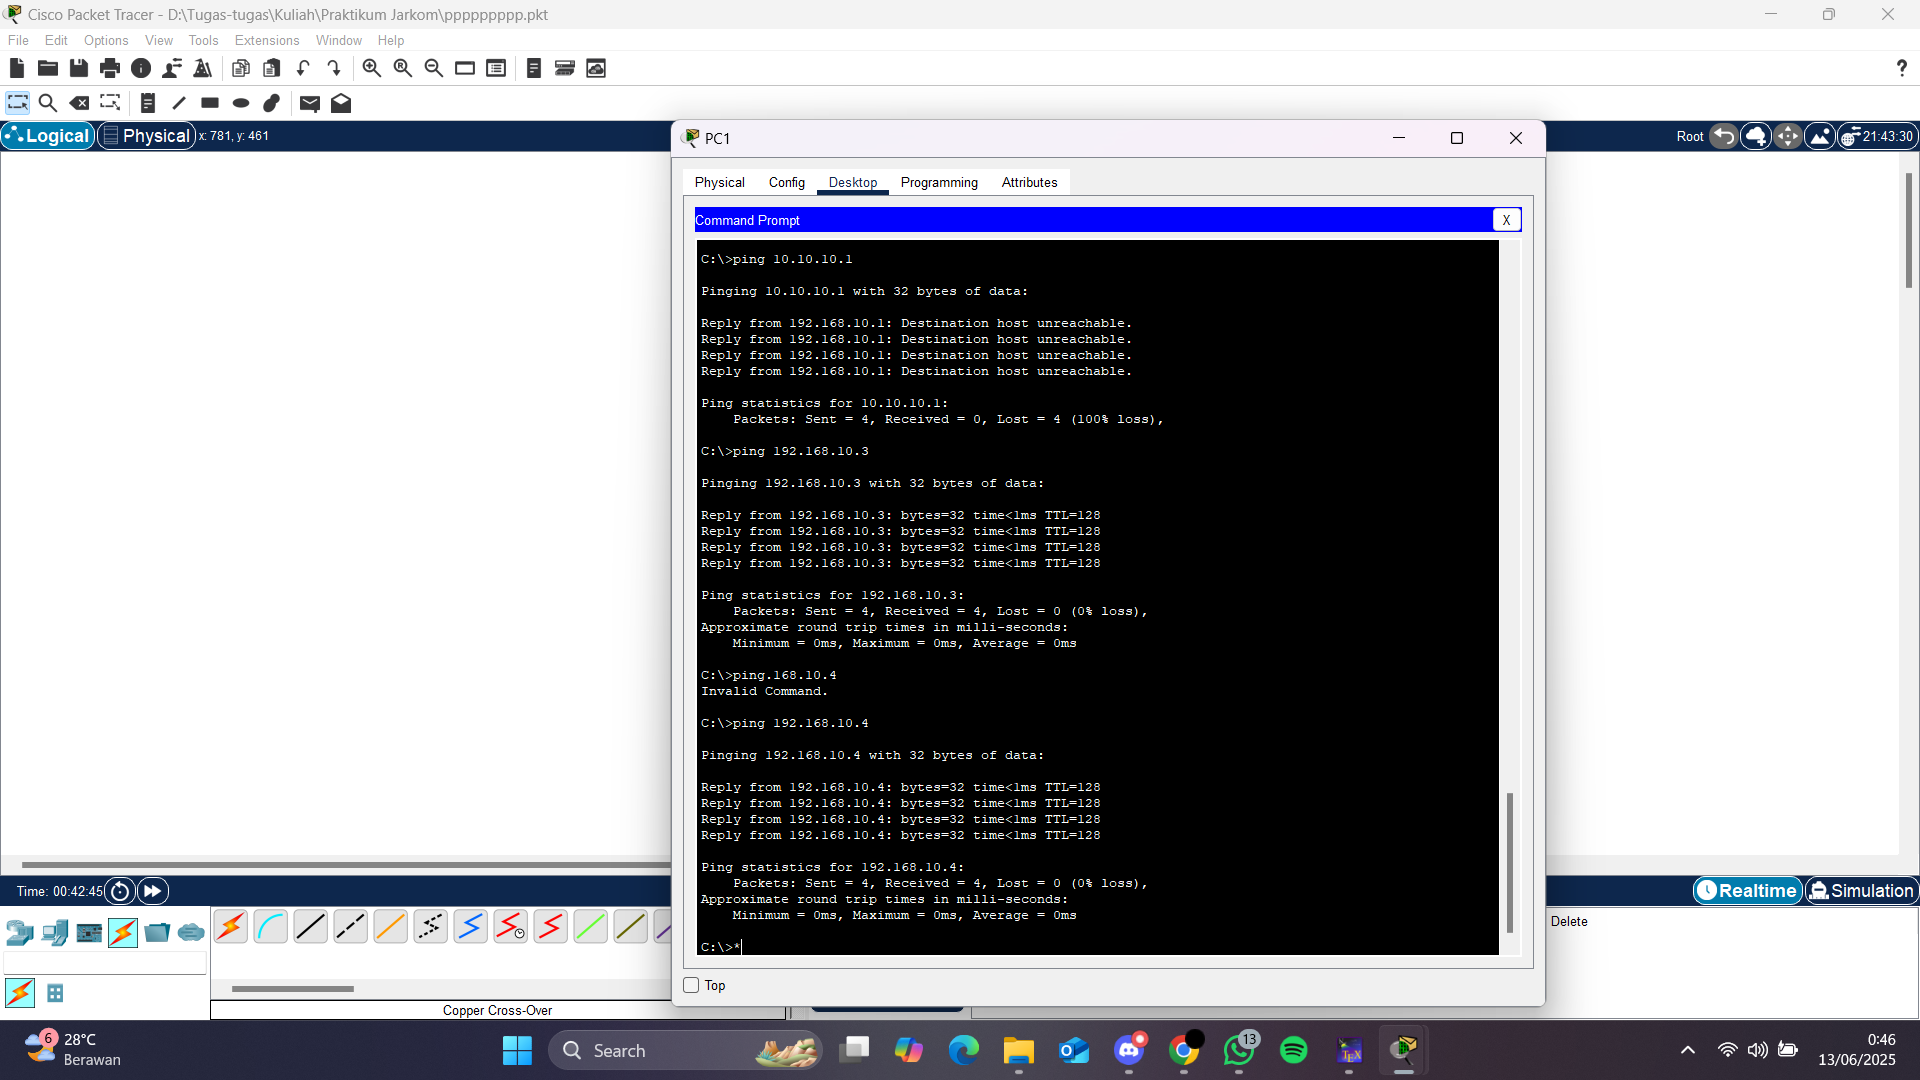 Cisco Packet Tracer - D:\Tugas-tugas\Kuliah\Praktikum Jarkom\pppppppppp.pkt
File Edit Options View Tools Extensions Window Help
?
Logical Physical x: 781, y: 461
Root 21:43:30
PC1
Physical Config Desktop Programming Attributes
Command Prompt
X
C:\>ping 10.10.10.1
Pinging 10.10.10.1 with 32 bytes of data:
Reply from 192.168.10.1: Destination host unreachable.
Reply from 192.168.10.1: Destination host unreachable.
Reply from 192.168.10.1: Destination host unreachable.
Reply from 192.168.10.1: Destination host unreachable.
Ping statistics for 10.10.10.1:
Packets: Sent = 4, Received = 0, Lost = 4 (100% loss),
C:\>ping 192.168.10.3
Pinging 192.168.10.3 with 32 bytes of data:
Reply from 192.168.10.3: bytes=32 time<1ms TTL=128
Reply from 192.168.10.3: bytes=32 time<1ms TTL=128
Reply from 192.168.10.3: bytes=32 time<1ms TTL=128
Reply from 192.168.10.3: bytes=32 time<1ms TTL=128
Ping statistics for 192.168.10.3:
Packets: Sent = 4, Received = 4, Lost = 0 (0% loss),
Approximate round trip times in milli-seconds:
Minimum = 0ms, Maximum = 0ms, Average = 0ms
C:\>ping.168.10.4
Invalid Command.
C:\>ping 192.168.10.4
Pinging 192.168.10.4 with 32 bytes of data:
Reply from 192.168.10.4: bytes=32 time<1ms TTL=128
Reply from 192.168.10.4: bytes=32 time<1ms TTL=128
Reply from 192.168.10.4: bytes=32 time<1ms TTL=128
Reply from 192.168.10.4: bytes=32 time<1ms TTL=128
Ping statistics for 192.168.10.4:
Packets: Sent = 4, Received = 4, Lost = 0 (0% loss),
Approximate round trip times in milli-seconds:
Minimum = 0ms, Maximum = 0ms, Average = 0ms
C:\>*
Top
Time: 00:42:45
Realtime Simulation
Delete
Copper Cross-Over
6
28°C
Berawan
Search
13
TEX
0:46
13/06/2025